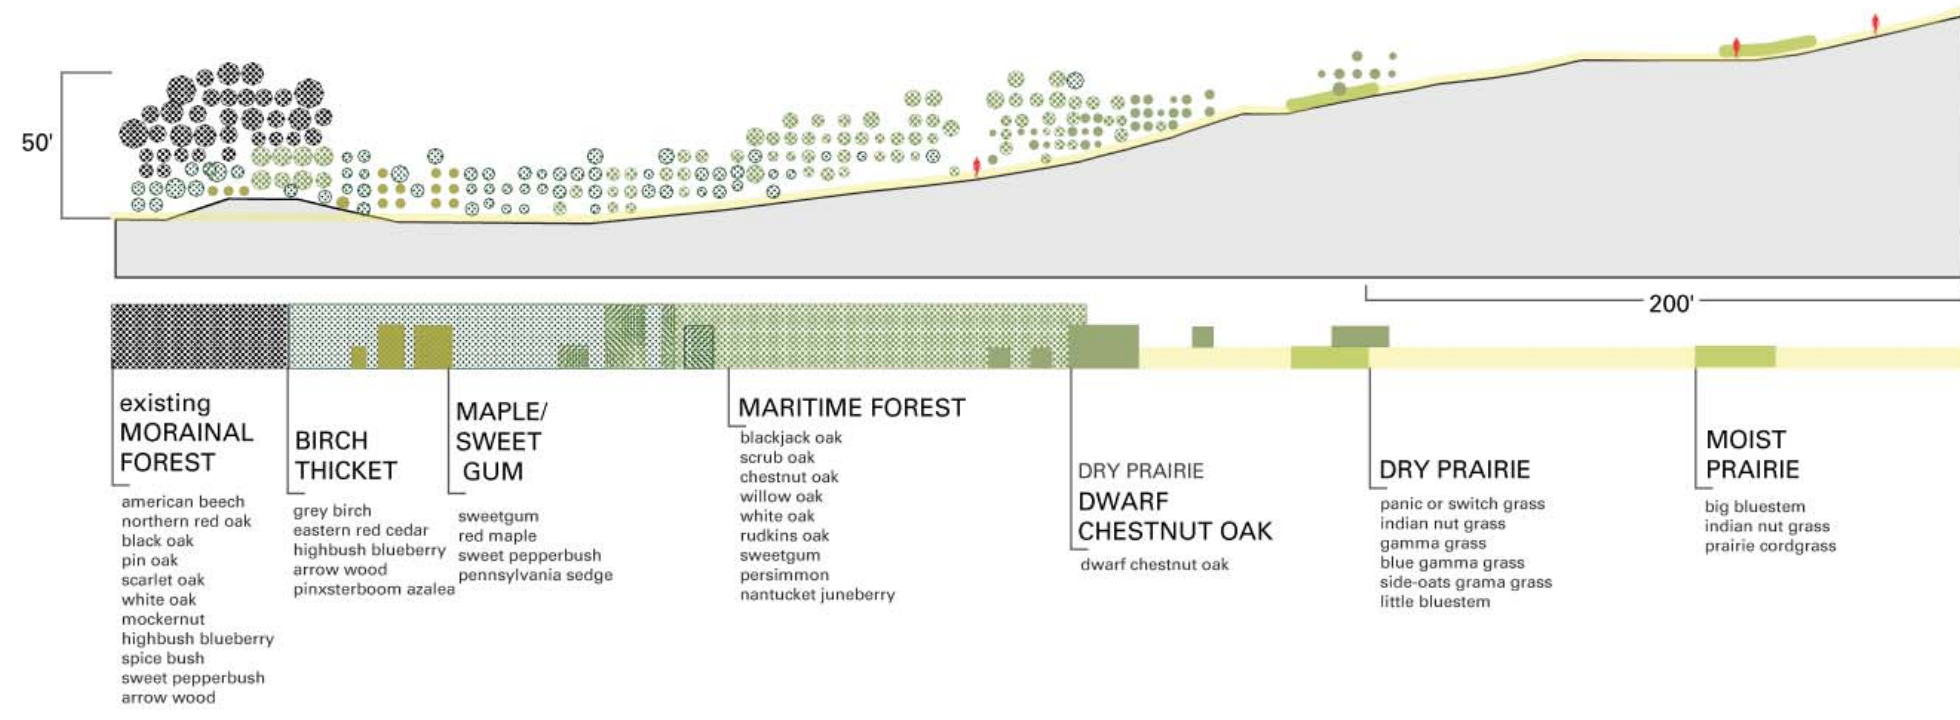 50'
200'
existing
MORAINAL
FOREST
american beech
northern red oak
black oak
pin oak
scarlet oak
white oak
mockernut
highbush blueberry
spice bush
sweet pepperbush
arrow wood
BIRCH
THICKET
grey birch
eastern red cedar
highbush blueberry
arrow wood
pinxsterboom azalea
MAPLE/
SWEET
GUM
sweetgum
red maple
sweet pepperbush
pennsylvania sedge
MARITIME FOREST
blackjack oak
scrub oak
chestnut oak
willow oak
white oak
rudkins oak
sweetgum
persimmon
nantucket juneberry
DRY PRAIRIE
DWARF
CHESTNUT OAK
dwarf chestnut oak
DRY PRAIRIE
panic or switch grass
indian nut grass
gamma grass
blue gamma grass
side-oats grama grass
little bluestem
MOIST
PRAIRIE
big bluestem
indian nut grass
prairie cordgrass